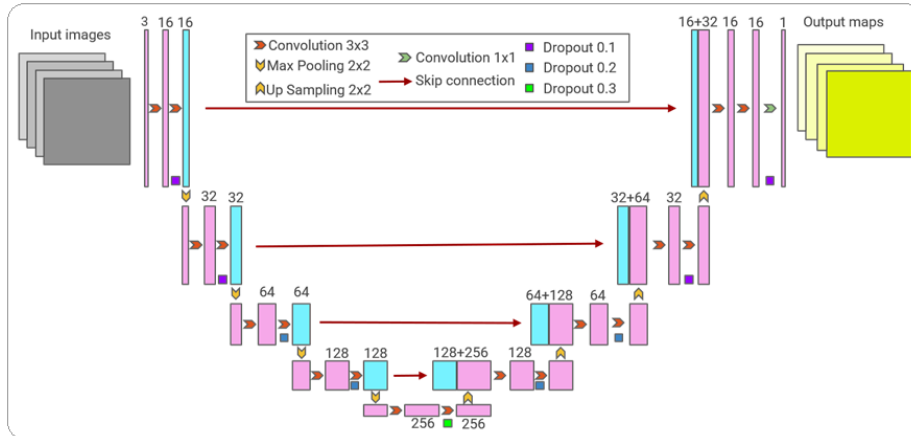 3 16 16
Input images
Convolution 3x3
Max Pooling 2x2
Up Sampling 2x2
Convolution 1x1
Skip connection
Dropout 0.1
Dropout 0.2
Dropout 0.3
16+32 16 16 1
Output maps
32 32
32+64 32
64 64
64+128 64
128 128
128+256 128
256 256